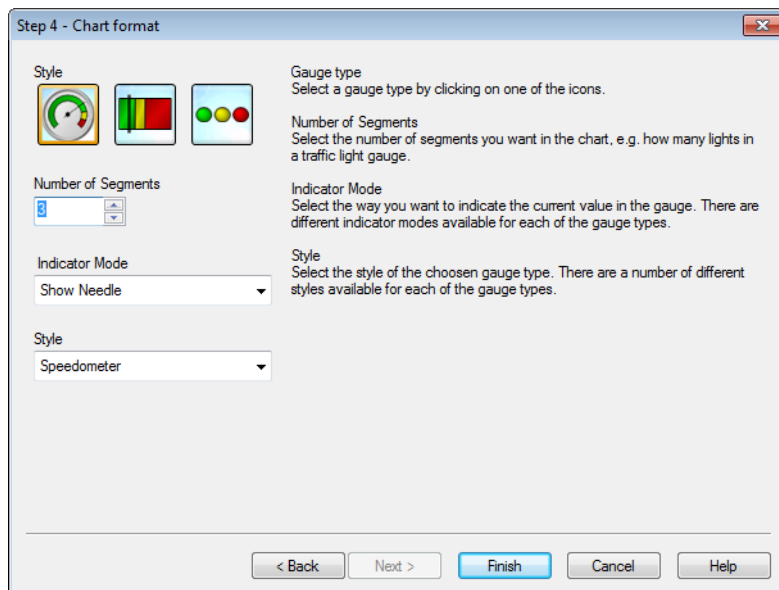 Step 4 - Chart format
Style
Number of Segments
3
Indicator Mode
Show Needle
Style
Speedometer
Gauge type
Select a gauge type by clicking on one of the icons.
Number of Segments
Select the number of segments you want in the chart, e.g. how many lights in
a traffic light gauge.
Indicator Mode
Select the way you want to indicate the current value in the gauge. There are
different indicator modes available for each of the gauge types.
Style
Select the style of the choosen gauge type. There are a number of different
styles available for each of the gauge types.
< Back
Next >
Finish
Cancel
Help